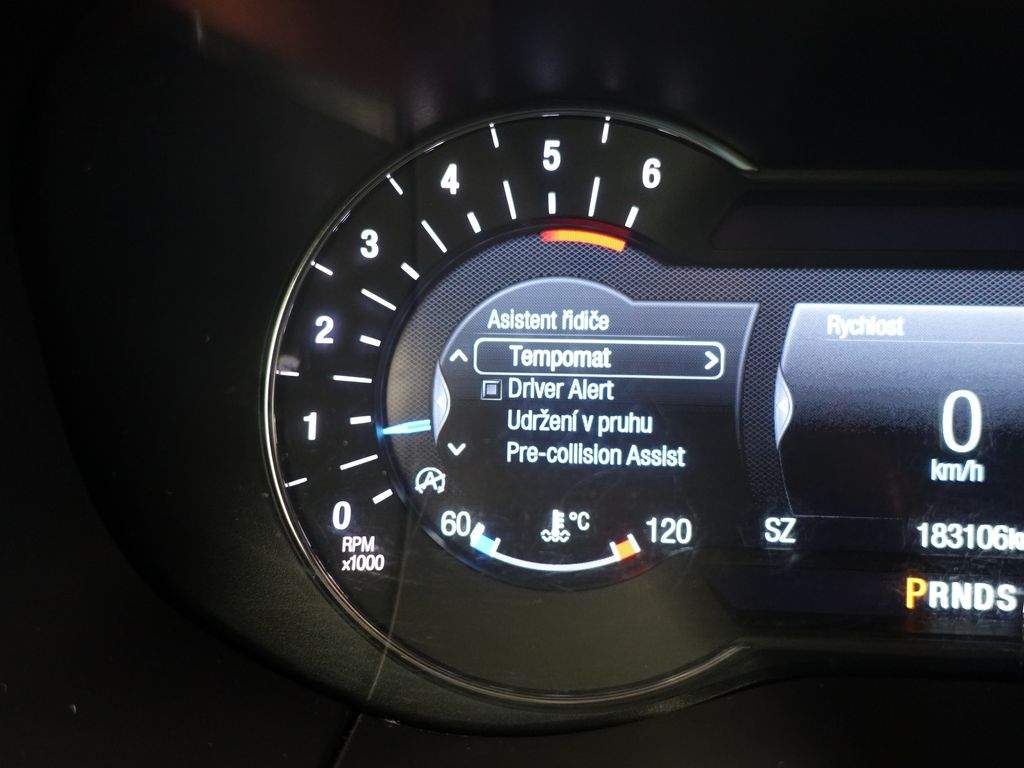 6
5
4
3
2
1
0
RPM
x1000
Asistent řidiče
Tempomat
Driver Alert
Udržení v pruhu
Pre-collision Assist
60
°C
120
Rychlost
0
km/h
SZ
183106k
PRNDS